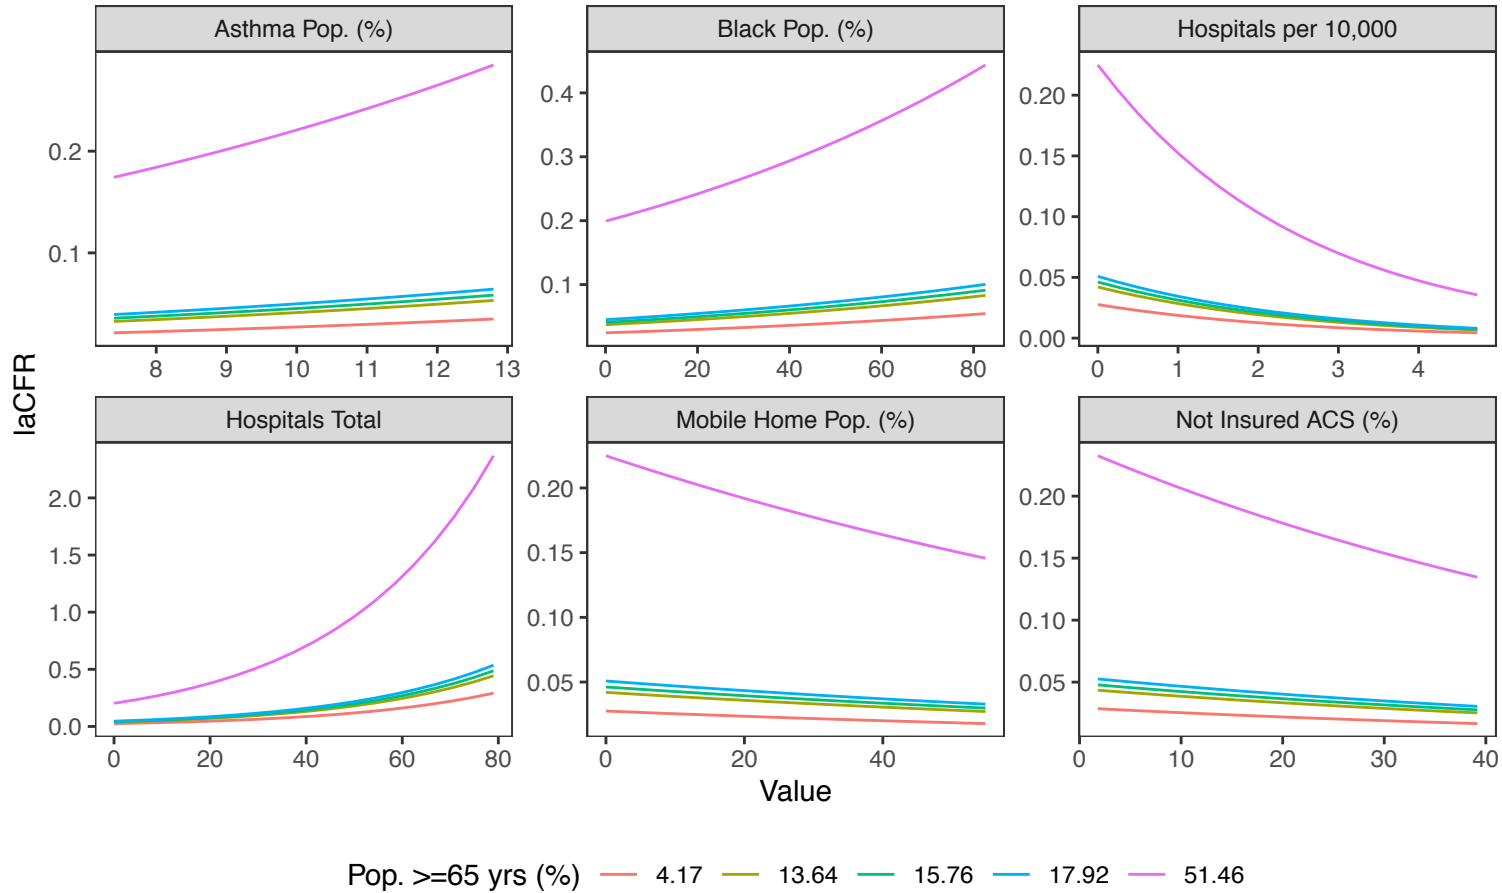 Asthma Pop. (%)
Black Pop. (%)
Hospitals per 10,000
0.2
0.1
0.4
0.3
0.2
0.1
0.20
0.15
0.10
0.05
0.00
8 9 10 11 12 13
0 20 40 60 80
0 1 2 3 4
laCFR
Hospitals Total
Mobile Home Pop. (%)
Not Insured ACS (%)
2.0
1.5
1.0
0.5
0.0
0.20
0.15
0.10
0.05
0.20
0.15
0.10
0.05
0 20 40 60 80
0 20 40
0 10 20 30 40
Value
Pop. >=65 yrs (%) 4.17 13.64 15.76 17.92 51.46